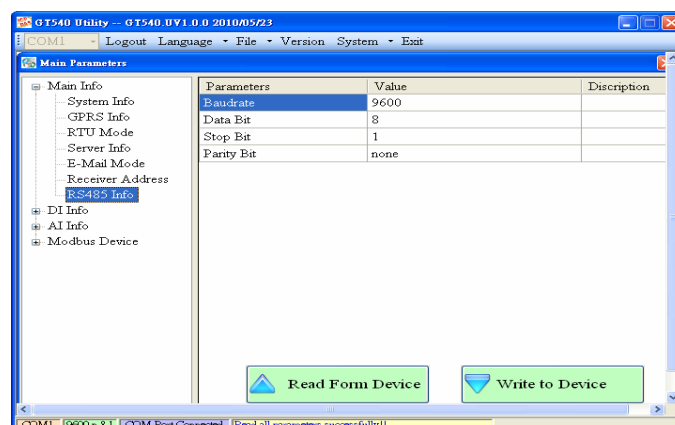 GT540 Utility -- GT540.UV1.0.0 2010/05/23
COM1 Logout Language File Version System Exit
Main Parameters
Main Info
System Info
GPRS Info
RTU Mode
Server Info
E-Mail Mode
Receiver Address
RS485 Info
DI Info
AI Info
Modbus Device
Parameters Value Discription
Baudrate 9600
Data Bit 8
Stop Bit 1
Parity Bit none
Read Form Device Write to Device
COM1 9600,n,8,1 COM Port Connected Read all parameters successfully!!